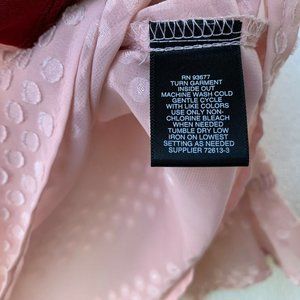 RN 93677
TURN GARMENT
INSIDE OUT
MACHINE WASH COLD
GENTLE CYCLE
WITH LIKE COLORS
USE ONLY NON-
CHLORINE BLEACH
WHEN NEEDED
TUMBLE DRY LOW
IRON ON LOWEST
SETTING AS NEEDED
SUPPLIER 72613-3